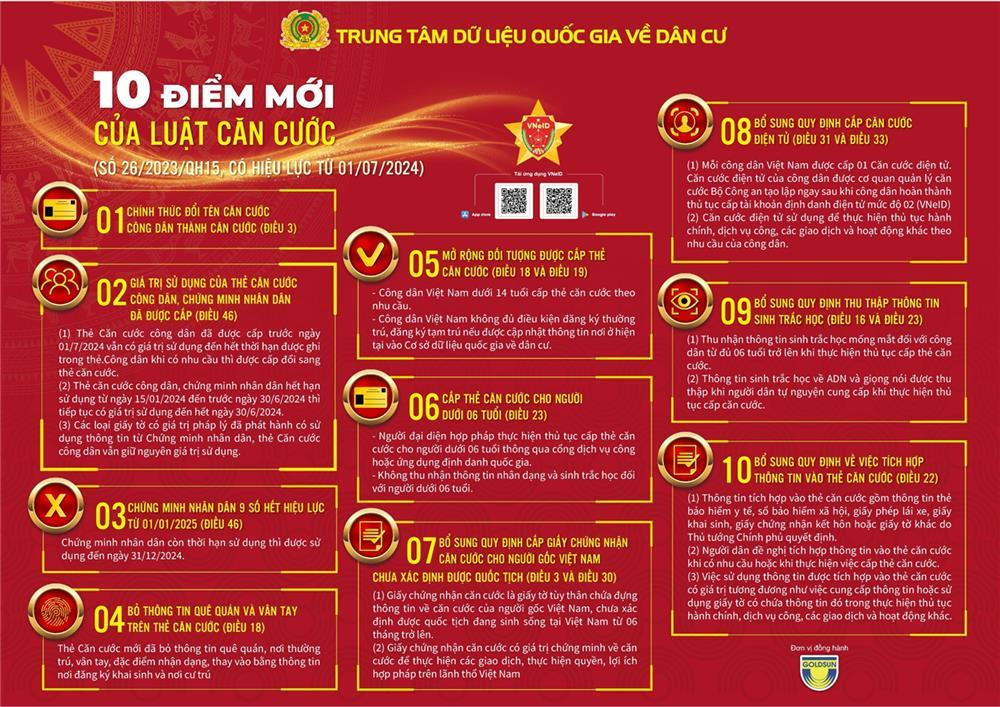 TRUNG TÂM DỮ LIỆU QUỐC GIA VỀ DÂN CƯ
10 ĐIỂM MỚI
CỦA LUẬT CĂN CƯỚC
(SỐ 26/2023/QH15, CÓ HIỆU LỰC TỪ 01/07/2024)
VNeID
Tải ứng dụng VNeID
App store
Google play
01 CHÍNH THỨC ĐỔI TÊN CĂN CƯỚC
CÔNG DÂN THÀNH CĂN CƯỚC (ĐIỀU 3)
02 GIÁ TRỊ SỬ DỤNG CỦA THẺ CĂN CƯỚC
CÔNG DÂN, CHỨNG MINH NHÂN DÂN
ĐÃ ĐƯỢC CẤP (ĐIỀU 46)
(1) Thẻ Căn cước công dân đã được cấp trước ngày
01/7/2024 vẫn có giá trị sử dụng đến hết thời hạn được ghi
trong thẻ.Công dân khi có nhu cầu thì được cấp đổi sang
thẻ căn cước.
(2) Thẻ căn cước công dân, chứng minh nhân dân hết hạn
sử dụng từ ngày 15/01/2024 đến trước ngày 30/6/2024 thì
tiếp tục có giá trị sử dụng đến hết ngày 30/6/2024.
(3) Các loại giấy tờ có giá trị pháp lý đã phát hành có sử
dụng thông tin từ Chứng minh nhân dân, thẻ Căn cước
công dân vẫn giữ nguyên giá trị sử dụng.
03 CHỨNG MINH NHÂN DÂN 9 SỐ HẾT HIỆU LỰC
TỪ 01/01/2025 (ĐIỀU 46)
Chứng minh nhân dân còn thời hạn sử dụng thì được sử
dụng đến ngày 31/12/2024.
04 BỎ THÔNG TIN QUÊ QUÁN VÀ VÂN TAY
TRÊN THẺ CĂN CƯỚC (ĐIỀU 18)
Thẻ Căn cước mới đã bỏ thông tin quê quán, nơi thường
trú, vân tay, đặc điểm nhận dạng, thay vào bằng thông tin
nơi đăng ký khai sinh và nơi cư trú
05 MỞ RỘNG ĐỐI TƯỢNG ĐƯỢC CẤP THẺ
CĂN CƯỚC (ĐIỀU 18 VÀ ĐIỀU 19)
- Công dân Việt Nam dưới 14 tuổi cấp thẻ căn cước theo
nhu cầu.
- Công dân Việt Nam không đủ điều kiện đăng ký thường
trú, đăng ký tạm trú nếu được cập nhật thông tin nơi ở hiện
tại vào Cơ sở dữ liệu quốc gia về dân cư.
06 CẤP THẺ CĂN CƯỚC CHO NGƯỜI
DƯỚI 06 TUỔI (ĐIỀU 23)
- Người đại diện hợp pháp thực hiện thủ tục cấp thẻ căn
cước cho người dưới 06 tuổi thông qua cổng dịch vụ công
hoặc ứng dụng định danh quốc gia.
- Không thu nhận thông tin nhân dạng và sinh trắc học đối
với người dưới 06 tuổi.
07 BỔ SUNG QUY ĐỊNH CẤP GIẤY CHỨNG NHẬN
CĂN CƯỚC CHO NGƯỜI GỐC VIỆT NAM
CHƯA XÁC ĐỊNH ĐƯỢC QUỐC TỊCH (ĐIỀU 3 VÀ ĐIỀU 30)
(1) Giấy chứng nhận căn cước là giấy tờ tùy thân chứa đựng
thông tin về căn cước của người gốc Việt Nam, chưa xác
định được quốc tịch đang sinh sống tại Việt Nam từ 06
tháng trở lên.
(2) Giấy chứng nhận căn cước có giá trị chứng minh về căn
cước để thực hiện các giao dịch, thực hiện quyền, lợi ích
hợp pháp trên lãnh thổ Việt Nam
08 BỔ SUNG QUY ĐỊNH CẤP CĂN CƯỚC
ĐIỆN TỬ (ĐIỀU 31 VÀ ĐIỀU 33)
(1) Mỗi công dân Việt Nam được cấp 01 Căn cước điện tử.
Căn cước điện tử của công dân được cơ quan quản lý căn
cước Bộ Công an tạo lập ngay sau khi công dân hoàn thành
thủ tục cấp tài khoản định danh điện tử mức độ 02 (VNeID)
(2) Căn cước điện tử sử dụng để thực hiện thủ tục hành
chính, dịch vụ công, các giao dịch và hoạt động khác theo
nhu cầu của công dân.
09 BỔ SUNG QUY ĐỊNH THU THẬP THÔNG TIN
SINH TRẮC HỌC (ĐIỀU 16 VÀ ĐIỀU 23)
(1) Thu nhận thông tin sinh trắc học mống mắt đối với công
dân từ đủ 06 tuổi trở lên khi thực hiện thủ tục cấp thẻ căn
cước.
(2) Thông tin sinh trắc học về ADN và giọng nói được thu
thập khi người dân tự nguyện cung cấp khi thực hiện thủ
tục cấp căn cước.
10 BỔ SUNG QUY ĐỊNH VỀ VIỆC TÍCH HỢP
THÔNG TIN VÀO THẺ CĂN CƯỚC (ĐIỀU 22)
(1) Thông tin tích hợp vào thẻ căn cước gồm thông tin thẻ
bảo hiểm y tế, sổ bảo hiểm xã hội, giấy phép lái xe, giấy
khai sinh, giấy chứng nhận kết hôn hoặc giấy tờ khác do
Thủ tướng Chính phủ quyết định.
(2) Người dân đề nghị tích hợp thông tin vào thẻ căn cước
khi có nhu cầu hoặc khi thực hiện việc cấp thẻ căn cước.
(3) Việc sử dụng thông tin được tích hợp vào thẻ căn cước
có giá trị tương đương như việc cung cấp thông tin hoặc sử
dụng giấy tờ có chứa thông tin đó trong thực hiện thủ tục
hành chính, dịch vụ công, các giao dịch và hoạt động khác.
Đơn vị đồng hành
GOLDSUN